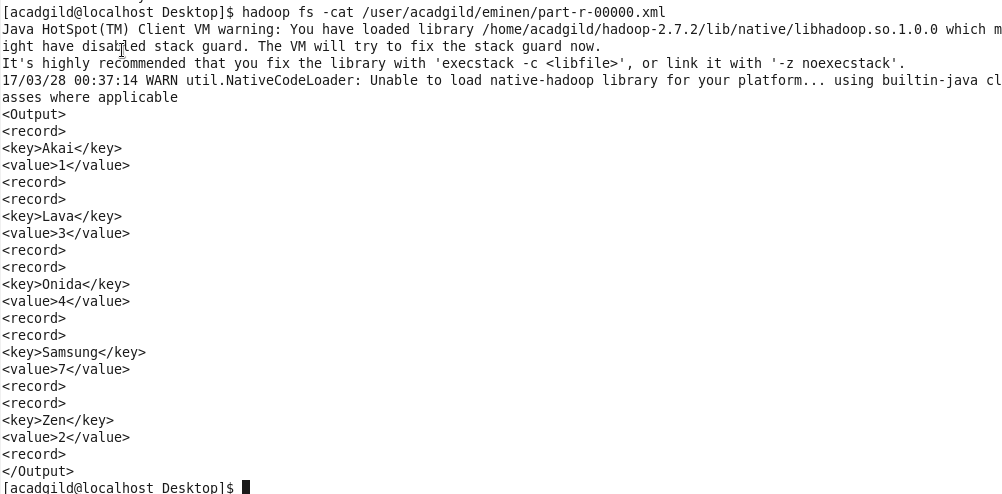 [acadgild@localhost Desktop]$ hadoop fs -cat /user/acadgild/eminen/part-r-00000.xml
Java HotSpot(TM) Client VM warning: You have loaded library /home/acadgild/hadoop-2.7.2/lib/native/libhadoop.so.1.0.0 which m
ight have disabled stack guard. The VM will try to fix the stack guard now.
It's highly recommended that you fix the library with 'execstack -c <libfile>', or link it with '-z noexecstack'.
17/03/28 00:37:14 WARN util.NativeCodeLoader: Unable to load native-hadoop library for your platform... using builtin-java cl
asses where applicable
<Output>
<record>
<key>Akai</key>
<value>1</value>
<record>
<record>
<key>Lava</key>
<value>3</value>
<record>
<record>
<key>Onida</key>
<value>4</value>
<record>
<record>
<key>Samsung</key>
<value>7</value>
<record>
<record>
<key>Zen</key>
<value>2</value>
<record>
</Output>
[acadgild@localhost Desktop]$